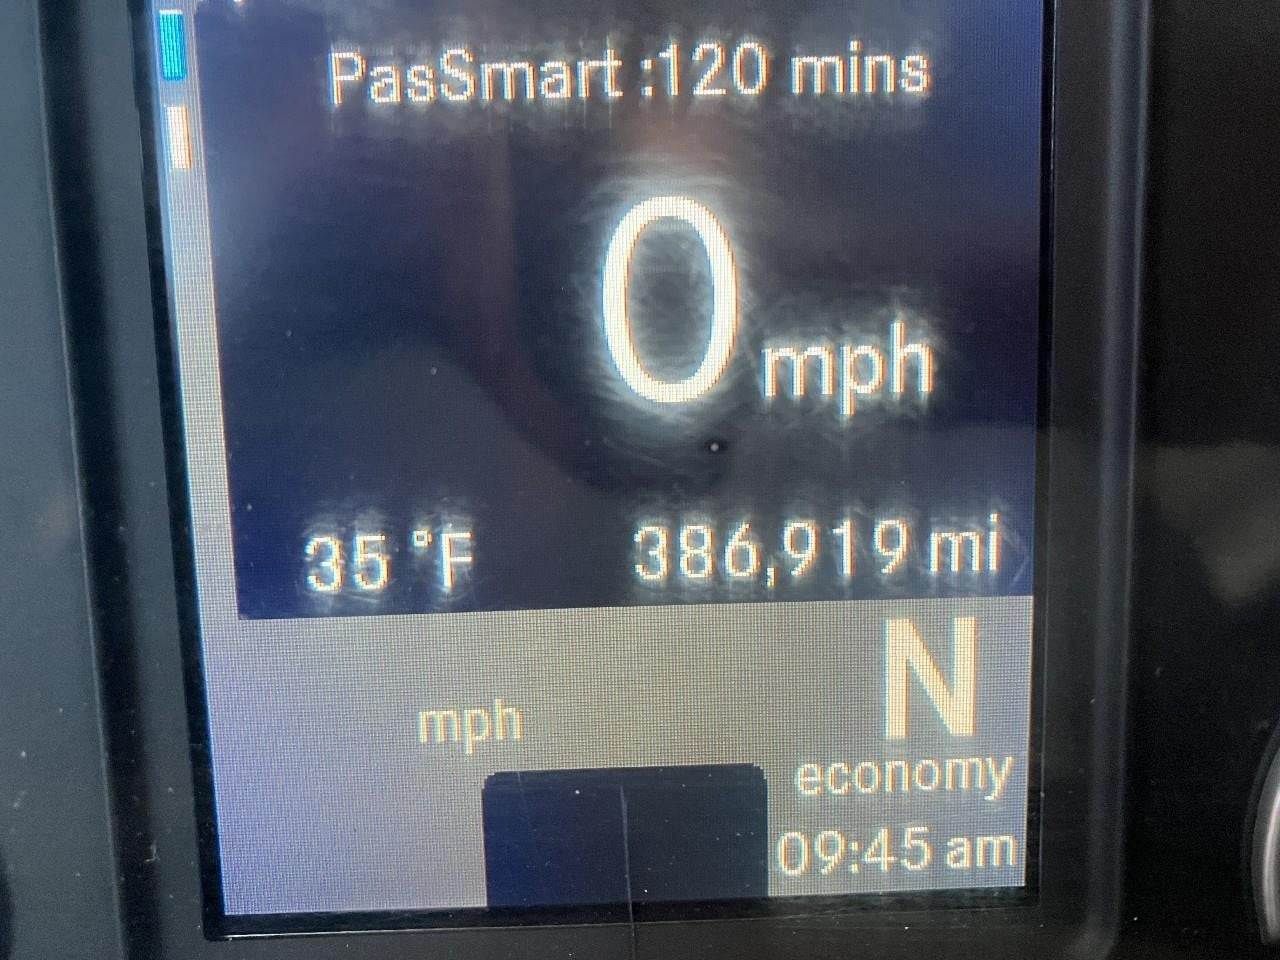 PasSmart :120 mins
0 mph
35 °F 386,919 mi
N
mph
economy
09:45 am